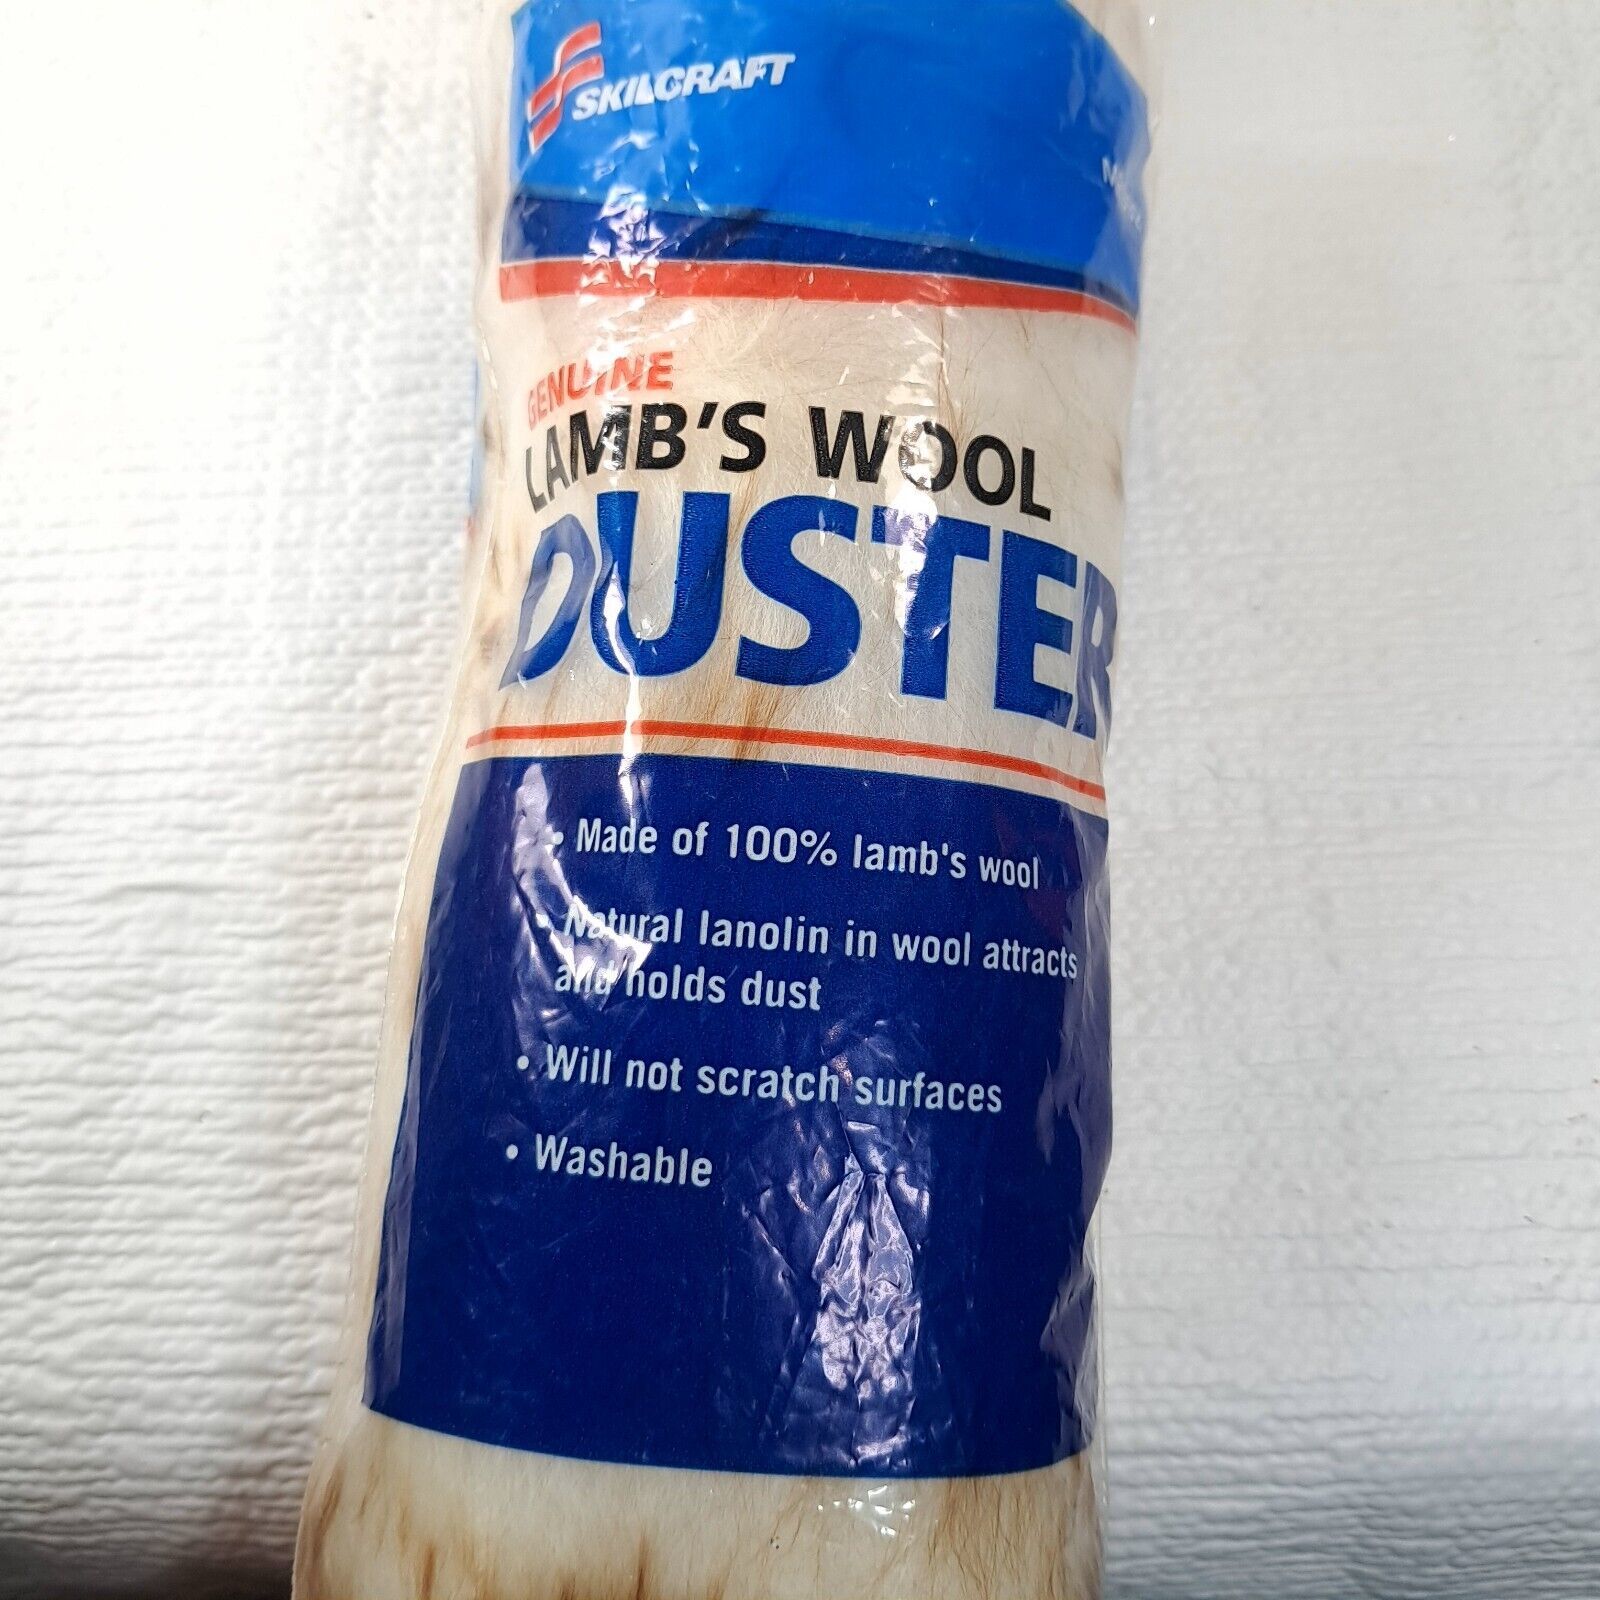 SKILCRAFT
GENUINE
LAMB'S WOOL
DUSTER
• Made of 100% lamb's wool
• Natural lanolin in wool attracts
and holds dust
• Will not scratch surfaces
• Washable